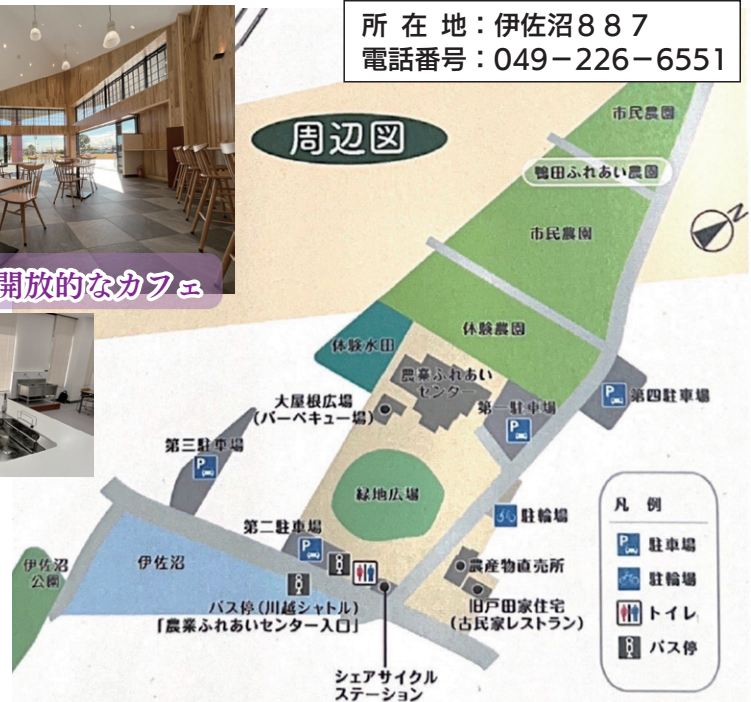 所在地：伊佐沼８８７
電話番号：049－226－6551
周辺図
開放的なカフェ
市民農園
鴨田ふれあい農園
市民農園
体験農園
体験水田
農業ふれあい
センター
大屋根広場
(バーベキュー場)
第一駐車場
P
第四駐車場
P
第三駐車場
P
緑地広場
第二駐車場
P
駐輪場
伊佐沼
公園
伊佐沼
農産物直売所
旧戸田家住宅
(古民家レストラン)
バス停(川越シャトル)
「農業ふれあいセンター入口」
シェアサイクル
ステーション
凡例
P 駐車場
駐輪場
トイレ
バス停
N